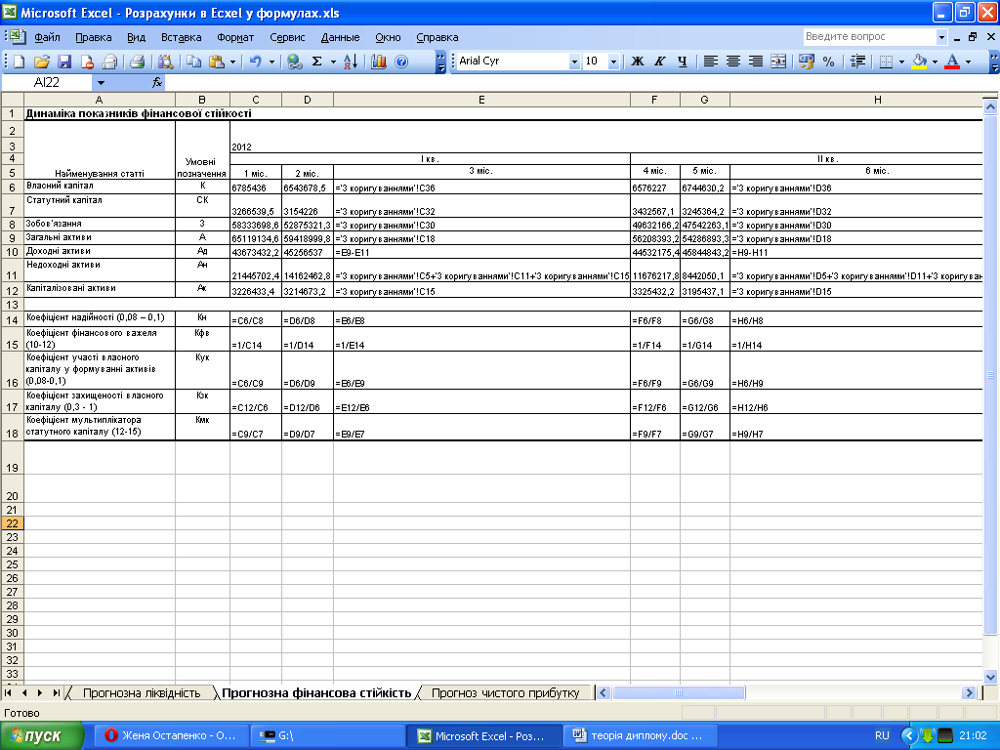 Microsoft Excel - Розрахунки в Есxel у формулах.xls
Файл Правка Вид Вставка Формат Сервис Данные Окно Справка Введите вопрос
Arial Cyr 10 Ж К Ч
AI22 fx
A B C D E F G H
1 Динаміка показників фінансової стійкості
2
3 2012
4 Умовні І кв. ІІ кв.
5 Найменування статті позначення 1 міс. 2 міс. 3 міс. 4 міс. 5 міс. 6 міс.
6 Власний капітал К 6785436 6543678,5 ='3 коригуваннями'!C36 6576227 6744630,2 ='3 коригуваннями'!D36
7 Статутний капітал СК 3266539,5 3154226 ='3 коригуваннями'!C32 3432567,1 3245364,2 ='3 коригуваннями'!D32
8 Зобов'язання З 58333698,6 52875321,3 ='3 коригуваннями'!C30 49632166,2 47542263,1 ='3 коригуваннями'!D30
9 Загальні активи А 65119134,6 59418999,8 ='3 коригуваннями'!C18 56208393,2 54286893,3 ='3 коригуваннями'!D18
10 Доходні активи Ад 43673432,2 45256537 =E9-E11 44532175,4 45844843,2 =H9-H11
11 Недоходні активи Ан 21445702,4 14162462,8 ='3 коригуваннями'!C5+'3 коригуваннями'!C11+'3 коригуваннями'!C15 11676217,8 8442050,1 ='3 коригуваннями'!D5+'3 коригуваннями'!D11+'3 коригуваннями
12 Капіталізовані активи Ак 3226433,4 3214673,2 ='3 коригуваннями'!C15 3325432,2 3195437,1 ='3 коригуваннями'!D15
13
14 Коефіцієнт надійності (0,08 – 0,1) Кн =C6/C8 =D6/D8 =E6/E8 =F6/F8 =G6/G8 =H6/H8
Коефіцієнт фінансового важеля Кфв
15 (10-12) =1/C14 =1/D14 =1/E14 =1/F14 =1/G14 =1/H14
Коефіцієнт участі власного Кук
капіталу у формуванні активів
16 (0,08-0,1) =C6/C9 =D6/D9 =E6/E9 =F6/F9 =G6/G9 =H6/H9
Коефіцієнт захищеності власного Кзк
17 капіталу (0,3 - 1) =C12/C6 =D12/D6 =E12/E6 =F12/F6 =G12/G6 =H12/H6
Коефіцієнт мультиплікатора Кмк
18 статутного капіталу (12-15) =C9/C7 =D9/D7 =E9/E7 =F9/F7 =G9/G7 =H9/H7
19
20
21
22
23
24
25
26
27
28
29
30
31
32
33
Прогнозна ліквідність Прогнозна фінансова стійкість Прогноз чистого прибутку
Готово
пуск Женя Остапенко - О... G:\ Microsoft Excel - Роз... теорія диплому.doc ... RU 21:02